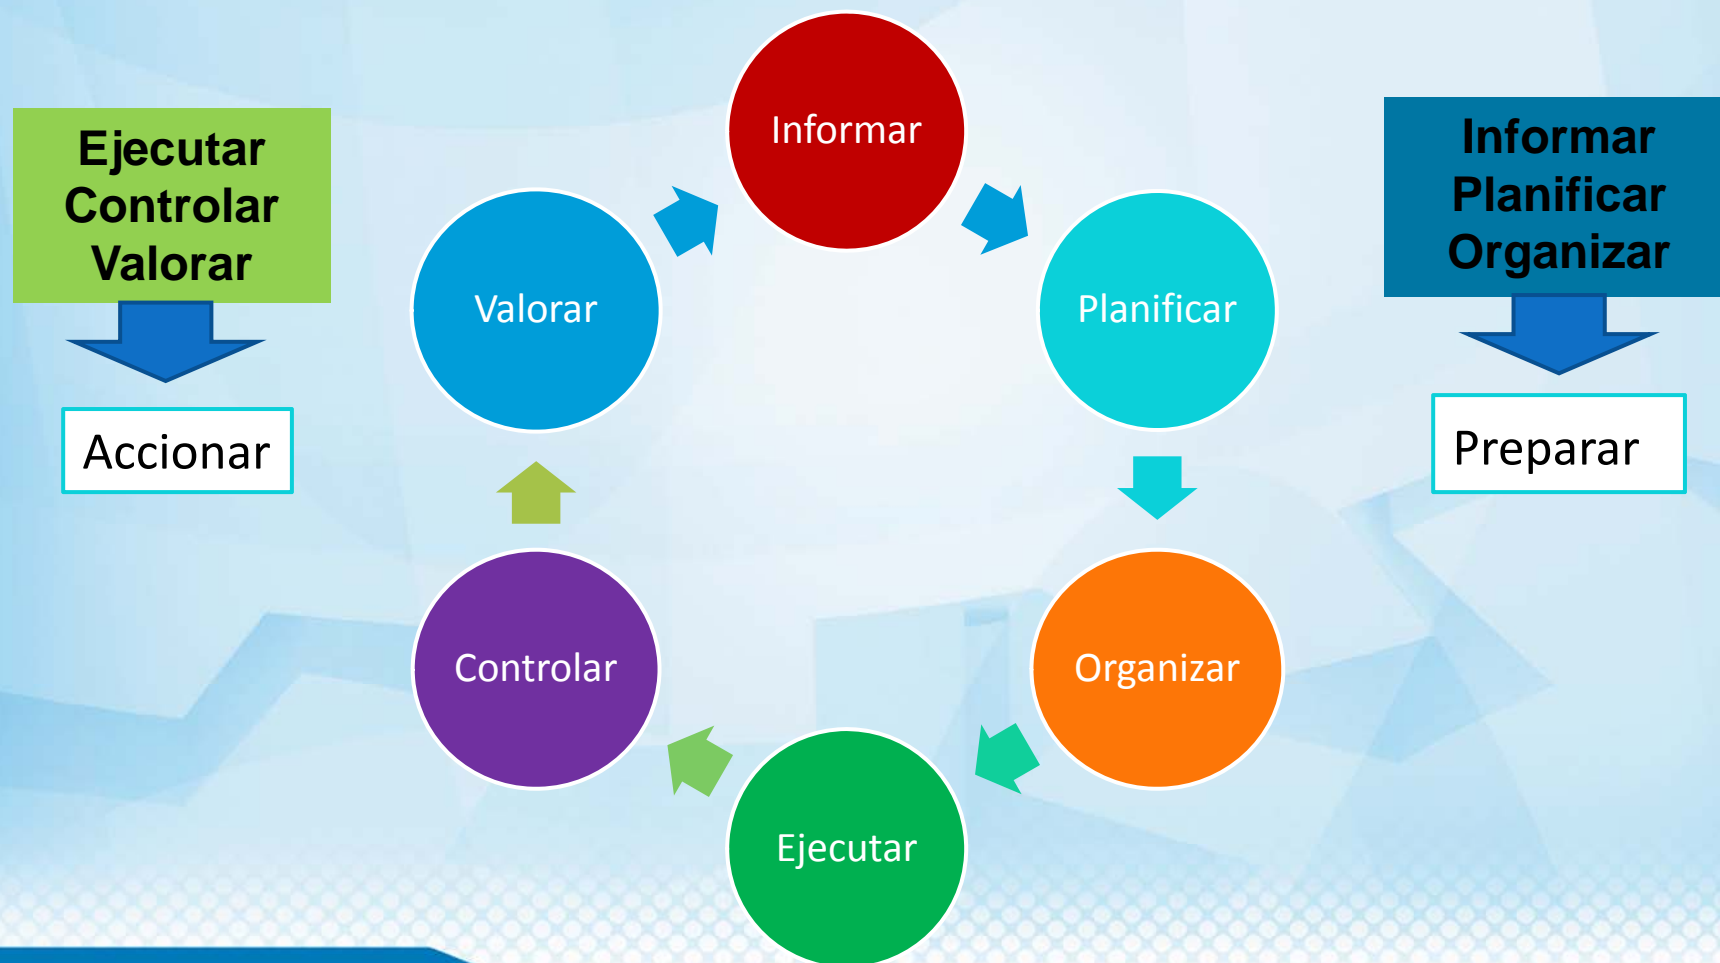 Ejecutar
Controlar
Valorar
Accionar
Informar
Planificar
Organizar
Ejecutar
Controlar
Valorar
Informar
Planificar
Organizar
Preparar